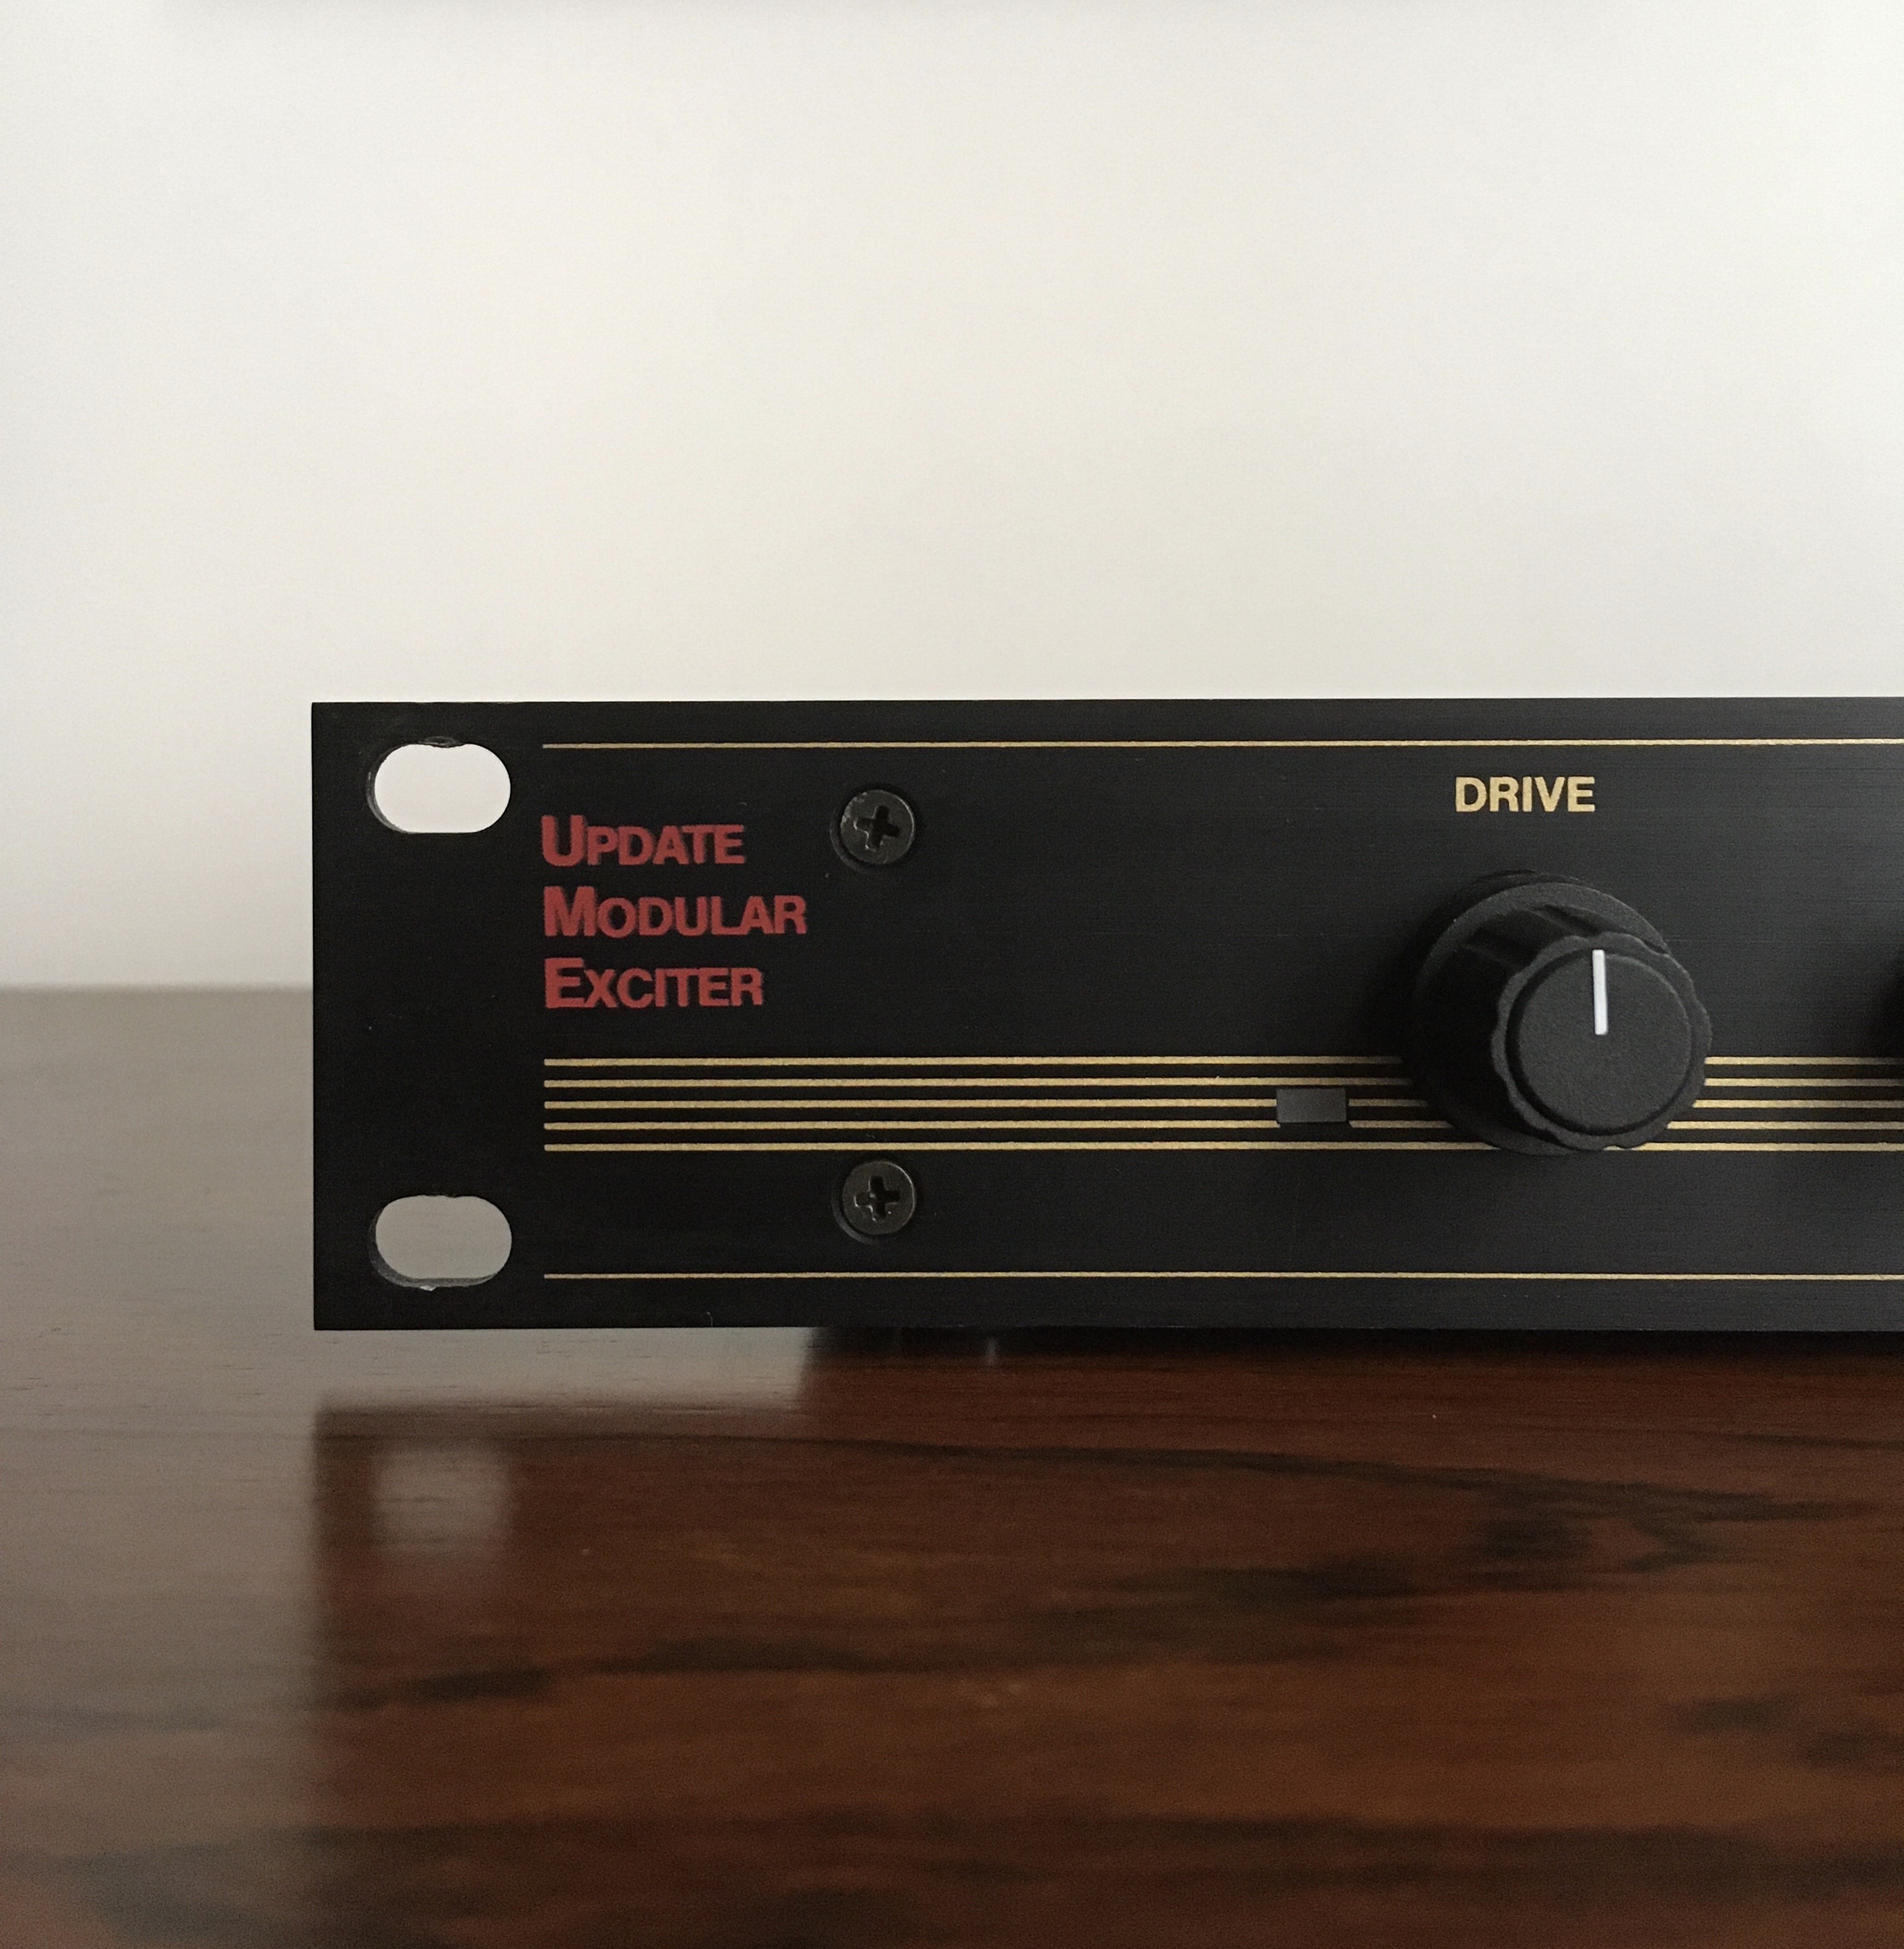 UPDATE
MODULAR
EXCITER
DRIVE